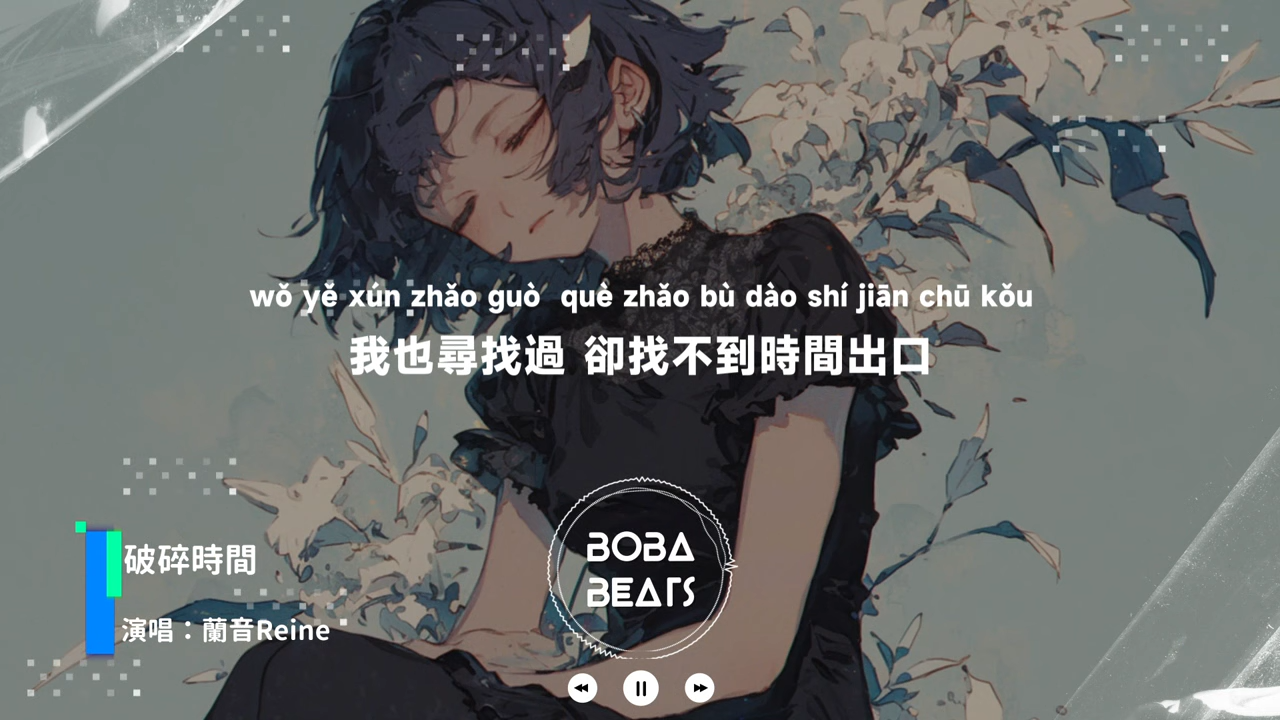 wǒ yě xún zhǎo guò  què zhǎo bù dào shí jiān chū kǒu
我也尋找過 卻找不到時間出口
破碎時間
演唱：蘭音Reine
BOBA
BEATS